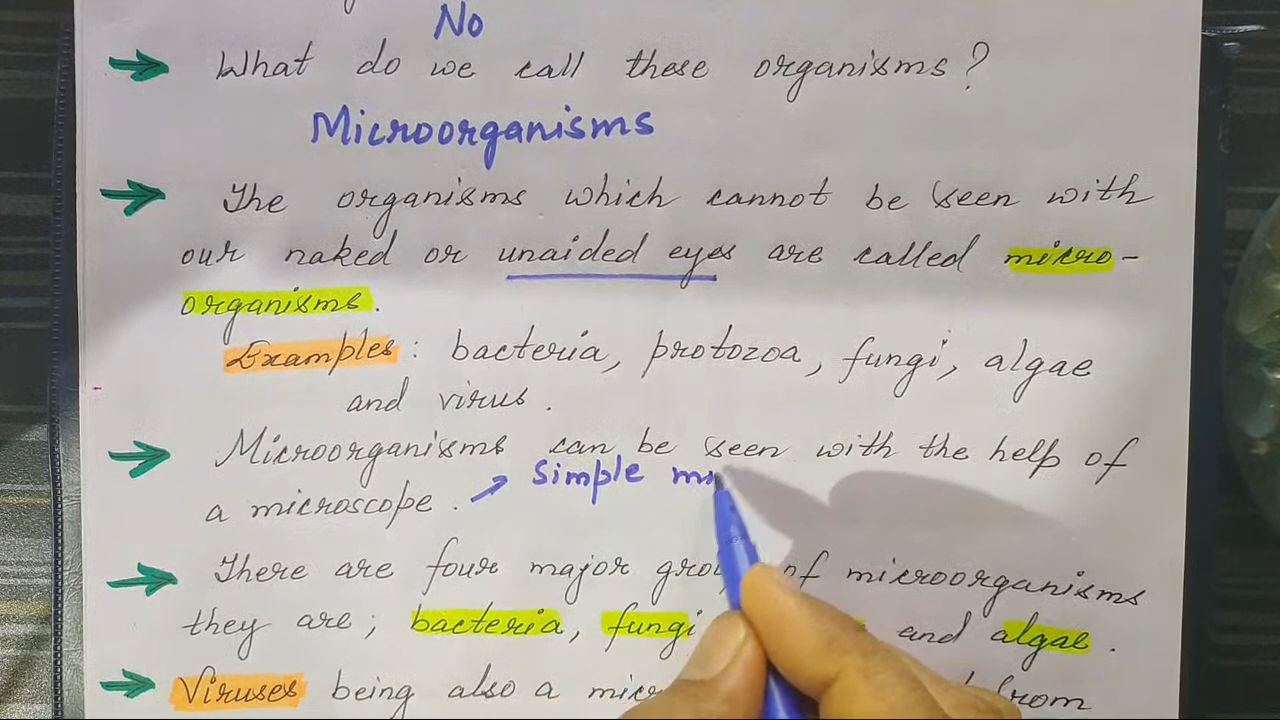 No
What do we call these organisms?
Microorganisms
The organisms which cannot be seen with
our naked or unaided eyes are called micro-
organisms.
Examples: bacteria, protozoa, fungi, algae
and virus.
Microorganisms can be seen with the help of
a microscope. → Simple
There are four major of microorganisms
they are; bacteria, fungi and algae.
Viruses being also a from